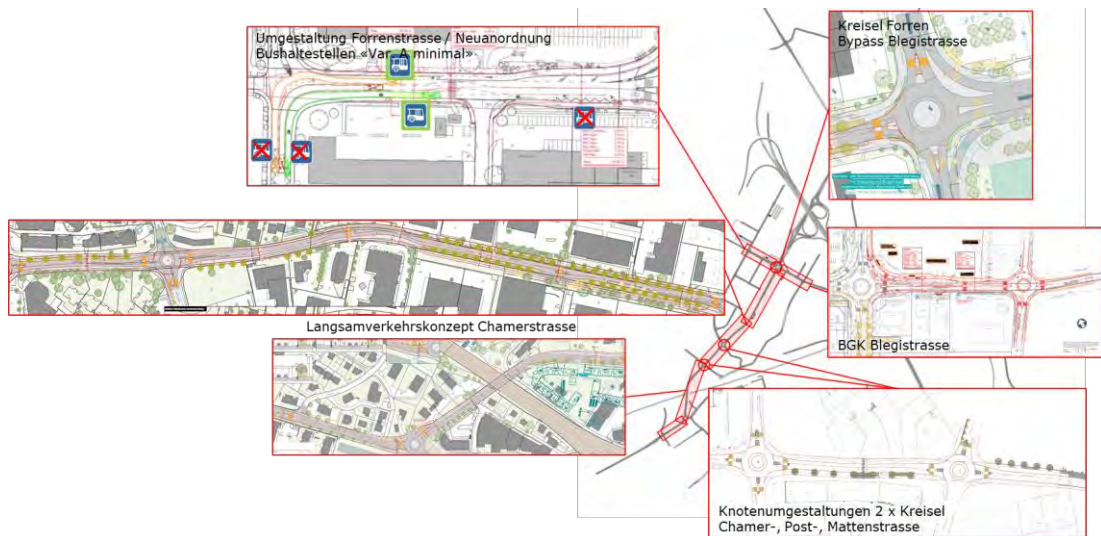 Umgestaltung Forrenstrasse / Neuanordnung
Bushaltestellen «Var. A minimal»
Kreisel Forren
Bypass Blegistrasse
Langsamverkehrskonzept Chamerstrasse
BGK Blegistrasse
Knotenumgestaltungen 2 x Kreisel
Chamer-, Post-, Mattenstrasse